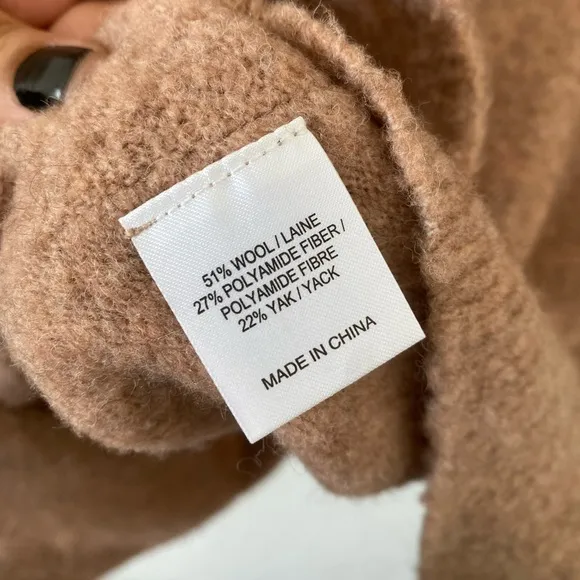 51% WOOL / LAINE
27% POLYAMIDE FIBER /
POLYAMIDE FIBRE
22% YAK / YACK
MADE IN CHINA